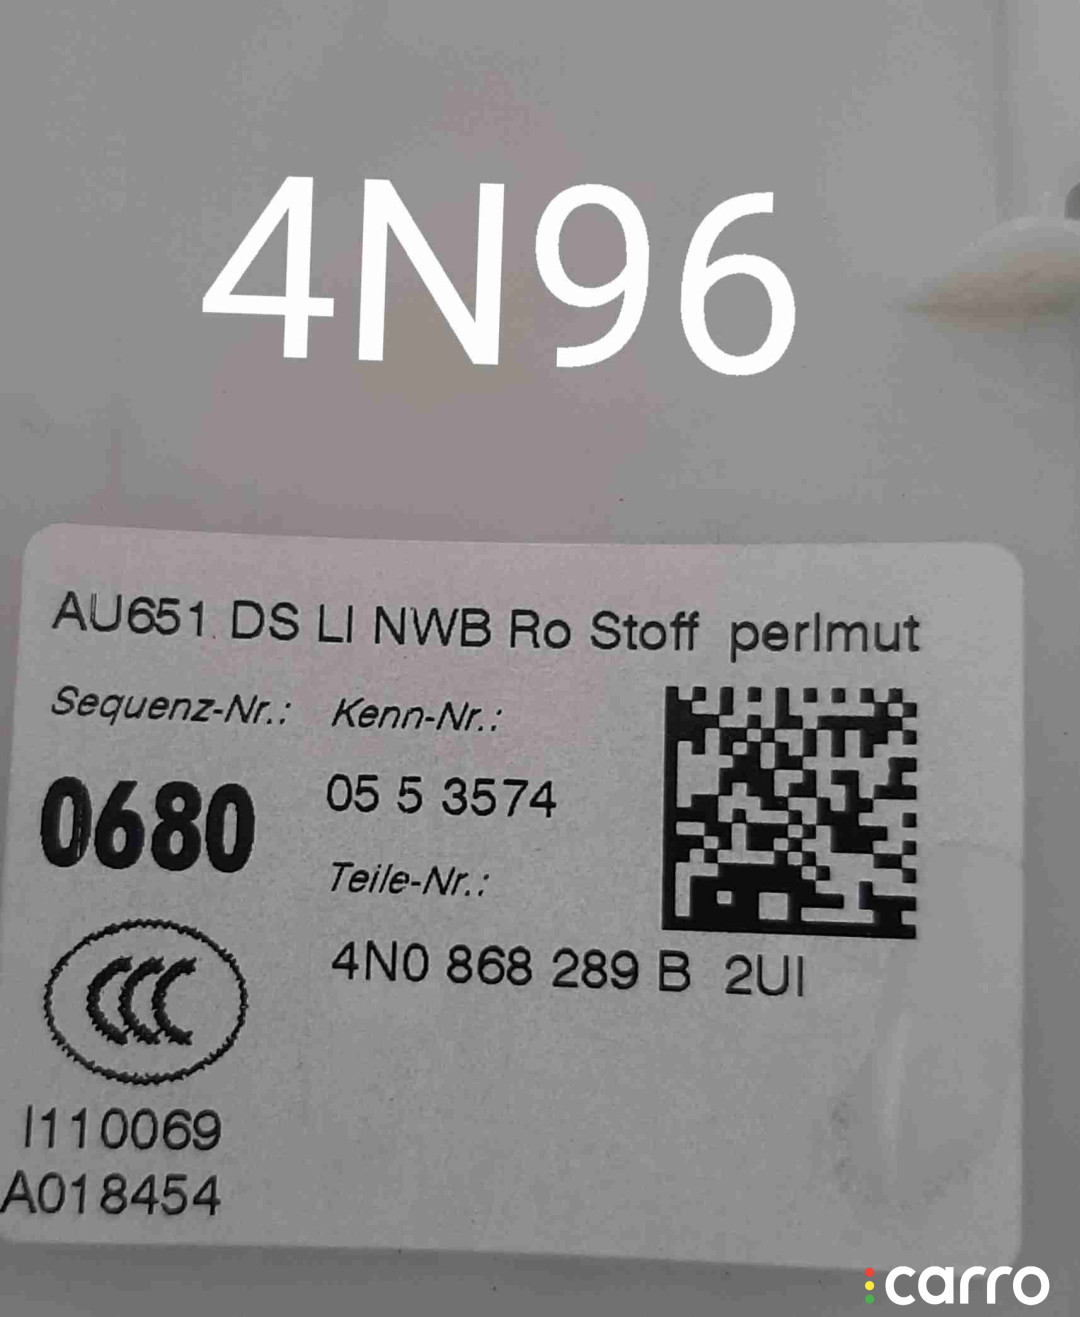 4N96
AU651 DS LI NWB Ro Stoff perlmut
Sequenz-Nr.: Kenn-Nr.:
0680 05 5 3574
Teile-Nr.:
4N0 868 289 B 2UI
CCC
I110069
A018454
carro